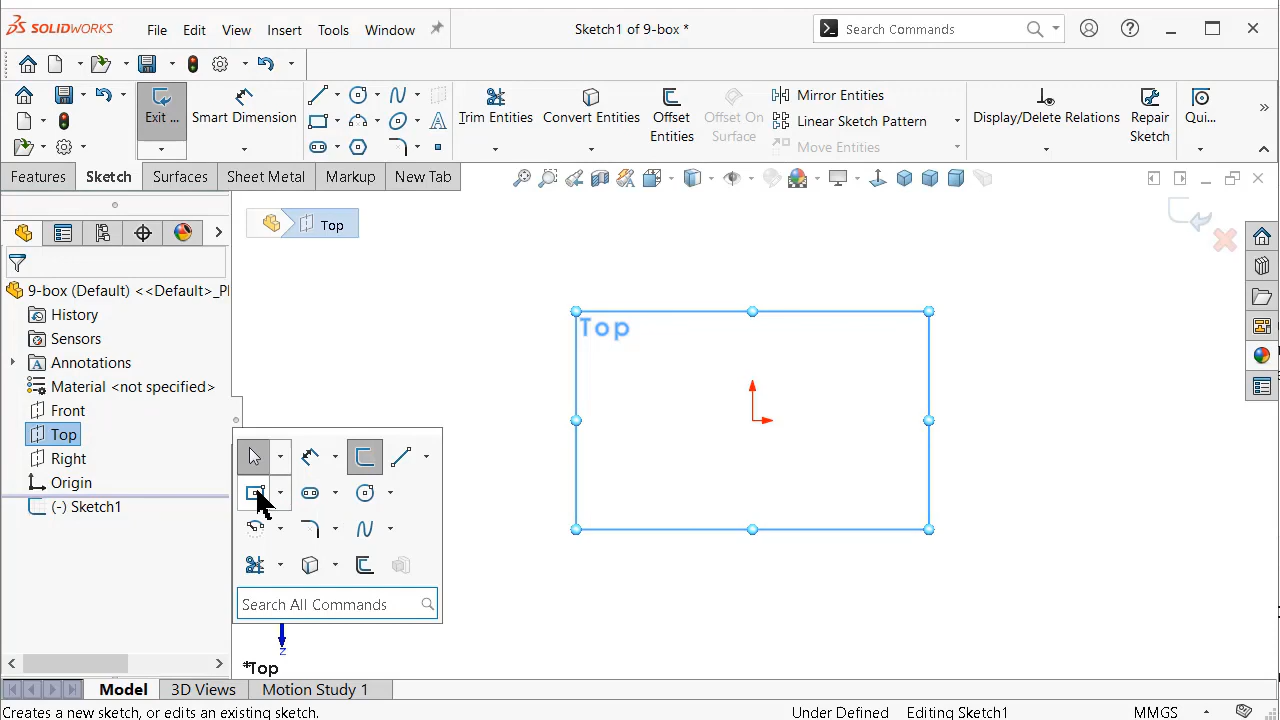 SOLIDWORKS
File
Edit
View
Insert
Tools
Window
Sketch1 of 9-box *
Search Commands
Exit ...
Smart Dimension
Trim Entities
Convert Entities
Offset
Entities
Offset On
Surface
Mirror Entities
Linear Sketch Pattern
Move Entities
Display/Delete Relations
Repair
Sketch
Qui...
Features
Sketch
Surfaces
Sheet Metal
Markup
New Tab
Top
9-box (Default) <<Default>_P
History
Sensors
Annotations
Material <not specified>
Front
Top
Right
Origin
(-) Sketch1
Top
Search All Commands
z
*Top
Model
3D Views
Motion Study 1
Creates a new sketch, or edits an existing sketch.
Under Defined
Editing Sketch1
MMGS